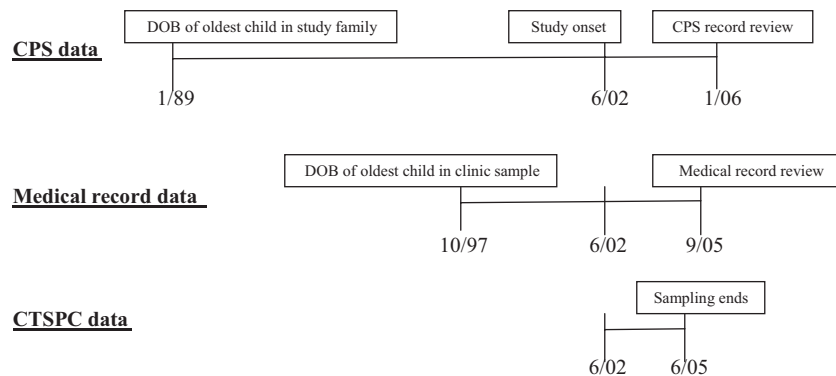 DOB of oldest child in study family
Study onset
CPS record review
CPS data
1/89
6/02
1/06
DOB of oldest child in clinic sample
Medical record review
Medical record data
10/97
6/02
9/05
Sampling ends
CTSPC data
6/02
6/05